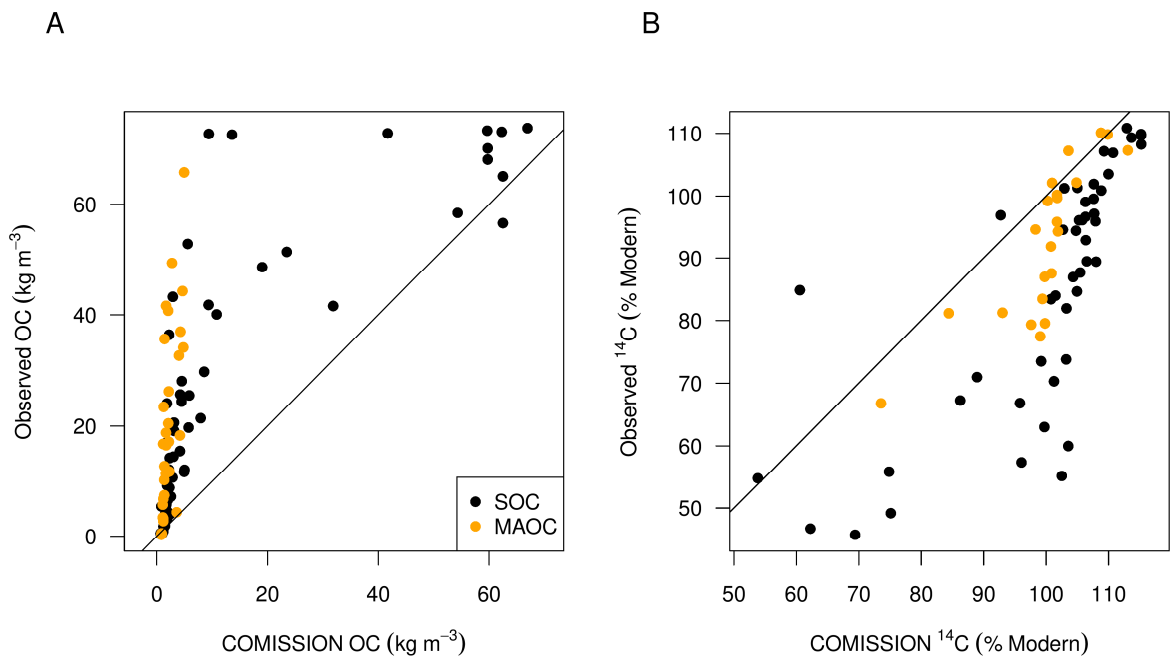 A
B
Observed OC (kg m⁻³)
60
40
20
0
SOC
MAOC
0 20 40 60
COMISSION OC (kg m⁻³)
Observed ¹⁴C (% Modern)
110
100
90
80
70
60
50
50 60 70 80 90 100 110
COMISSION ¹⁴C (% Modern)